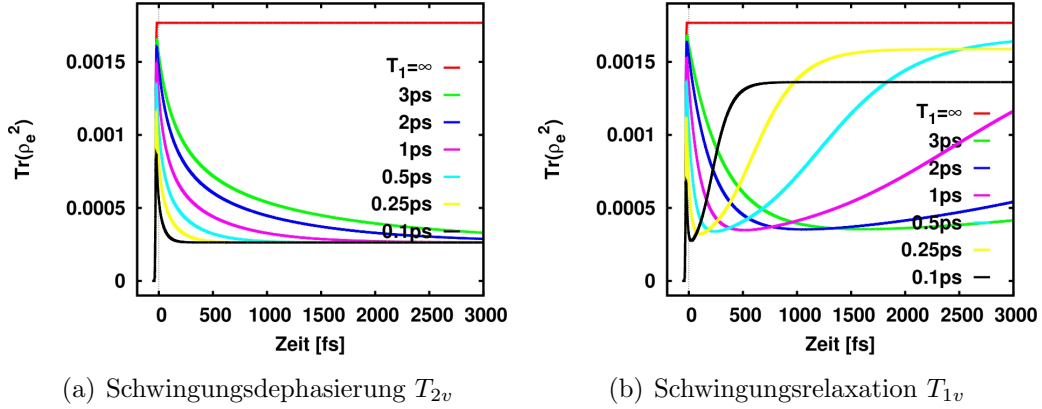 Tr(ρe²)
0.0015
0.001
0.0005
0
T1=∞
3ps
2ps
1ps
0.5ps
0.25ps
0.1ps
0 500 1000 1500 2000 2500 3000
Zeit [fs]
(a) Schwingungsdephasierung T2v
Tr(ρe²)
0.0015
0.001
0.0005
0
T1=∞
3ps
2ps
1ps
0.5ps
0.25ps
0.1ps
0 500 1000 1500 2000 2500 3000
Zeit [fs]
(b) Schwingungsrelaxation T1v